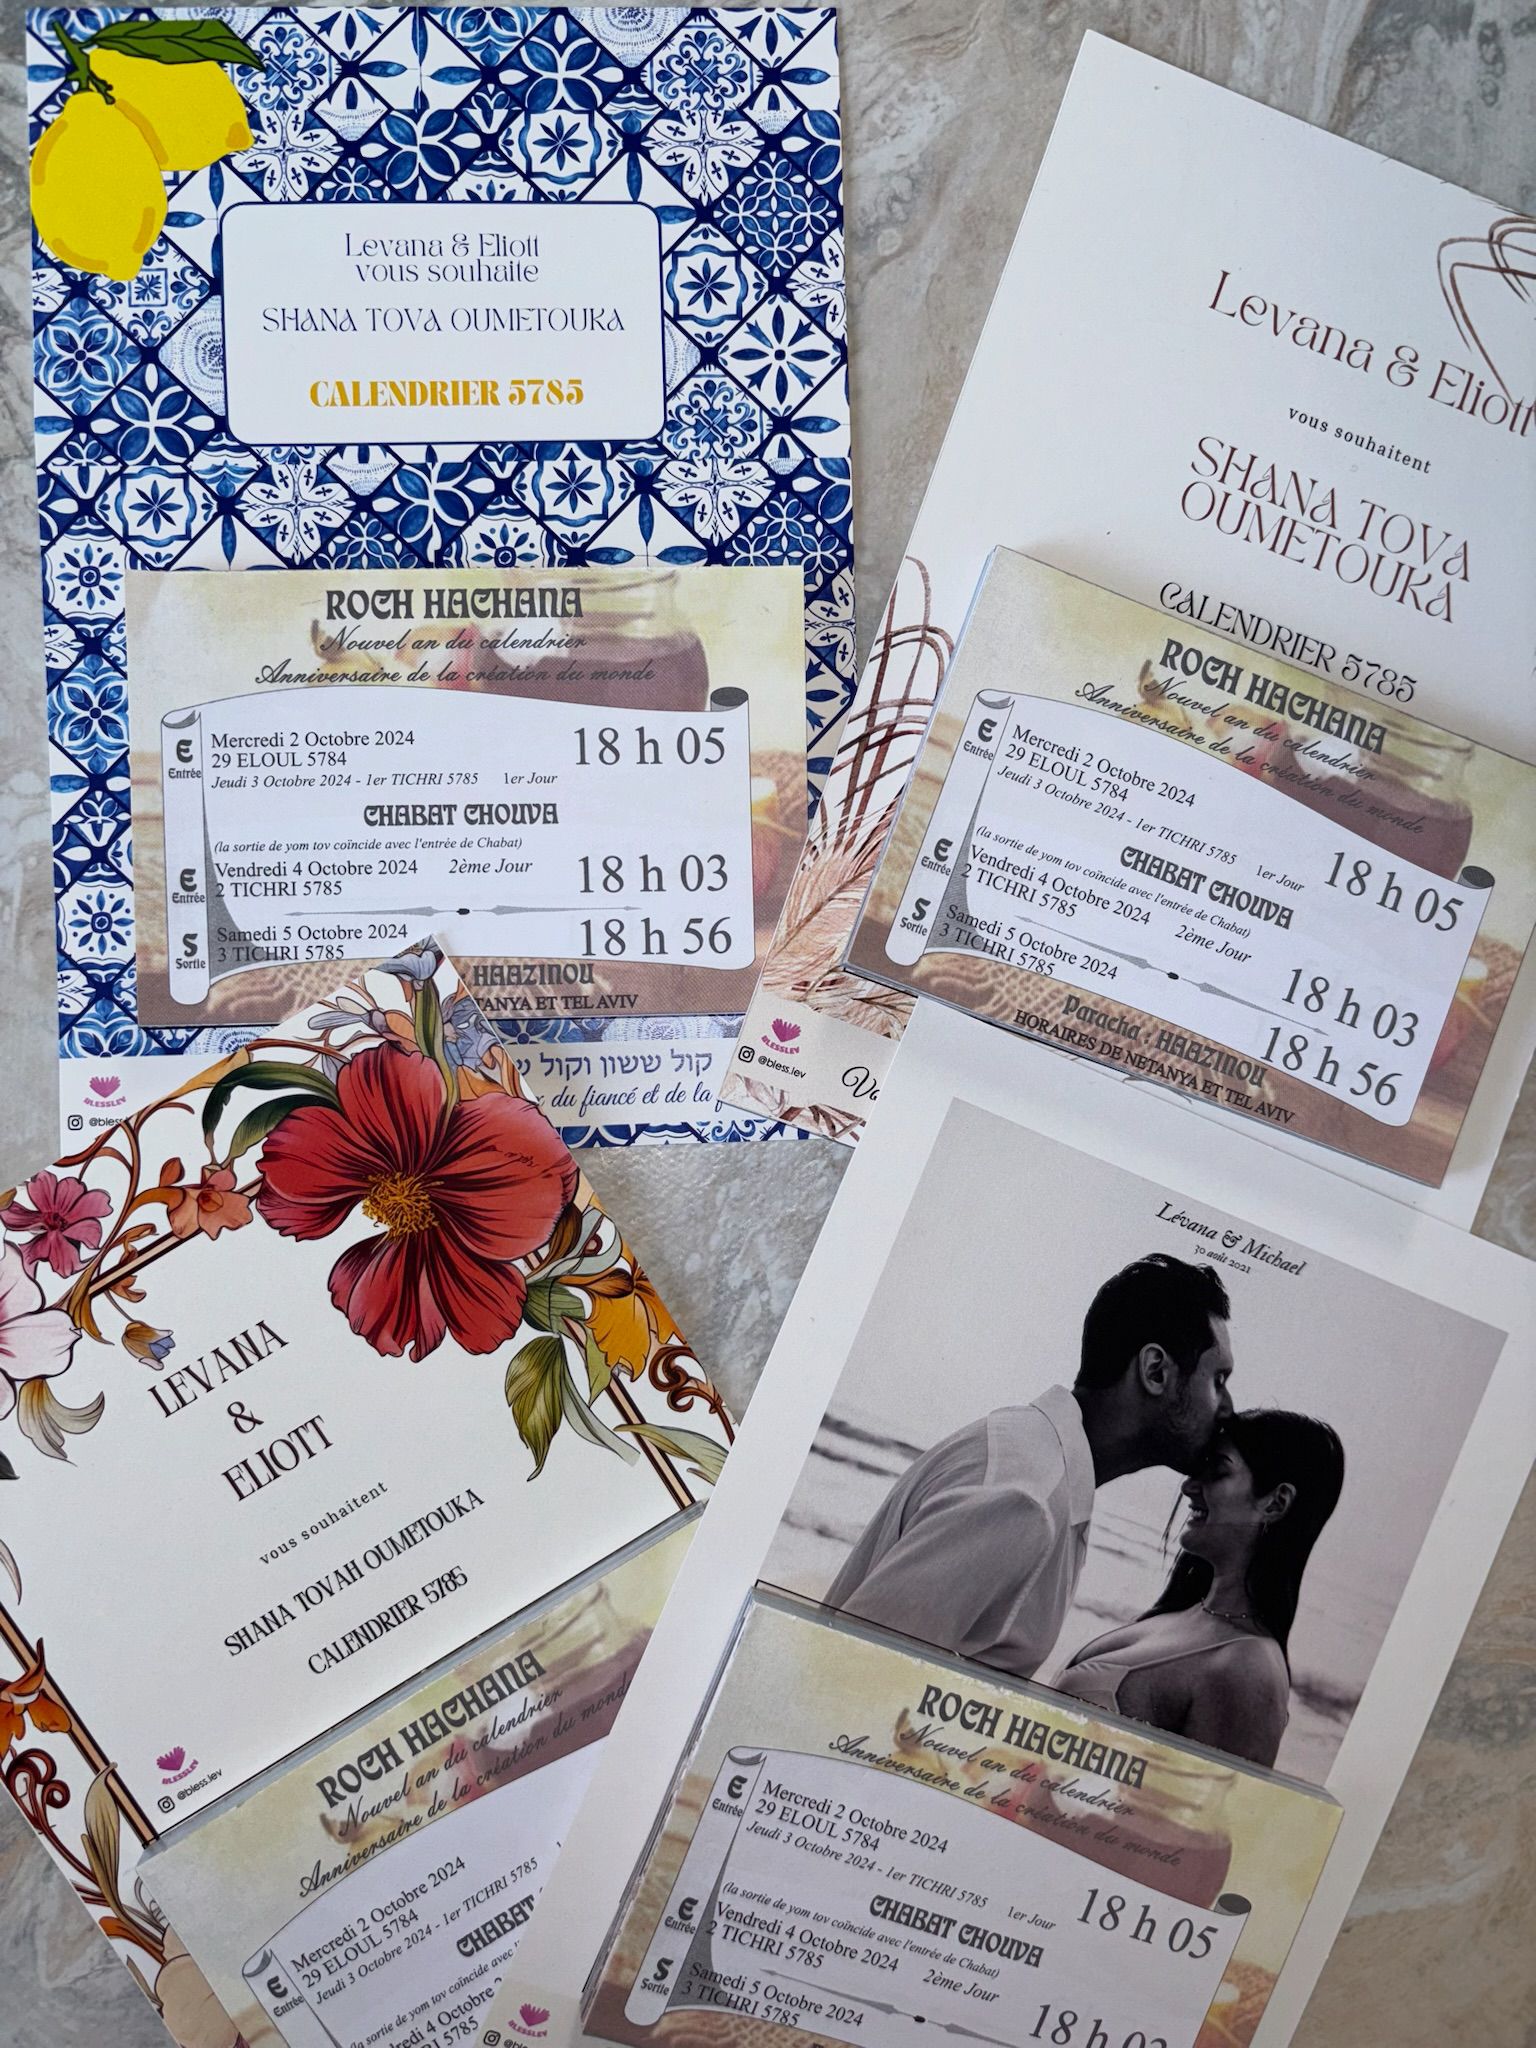 Levana & Eliott
vous souhaite
SHANA TOVA OUMETOUKA
CALENDRIER 5785
ROCH HACHANA
Nouvel an du calendrier
Anniversaire de la création du monde
E
Entrée
Mercredi 2 Octobre 2024
29 ELOUL 5784
18 h 05
Jeudi 3 Octobre 2024 - 1er TICHRI 5785 1er Jour
CHABAT CHOUVA
(la sortie de yom tov coïncide avec l'entrée de Chabat)
E
Entrée
Vendredi 4 Octobre 2024 2ème Jour
2 TICHRI 5785
18 h 03
S
Sortie
Samedi 5 Octobre 2024
3 TICHRI 5785
18 h 56
: HAAZINOU
TANYA ET TEL AVIV
BLESSLEV
@bless
קול ששון וקול
du fiancé et de la
Levana & Eliott
vous souhaitent
SHANA TOVA
OUMETOUKA
CALENDRIER 5785
ROCH HACHANA
Nouvel an du calendrier
Anniversaire de la création du monde
E
Entrée
Mercredi 2 Octobre 2024
29 ELOUL 5784
Jeudi 3 Octobre 2024 - 1er TICHRI 5785 1er Jour
18 h 05
CHABAT CHOUVA
(la sortie de yom tov coïncide avec l'entrée de Chabat)
E
Entrée
Vendredi 4 Octobre 2024 2ème Jour
2 TICHRI 5785
18 h 03
S
Sortie
Samedi 5 Octobre 2024
3 TICHRI 5785
18 h 56
Paracha : HAAZINOU
HORAIRES DE NETANYA ET TEL AVIV
BLESSLEV
@bless.lev
LEVANA
&
ELIOTT
vous souhaitent
SHANA TOVAH OUMETOUKA
CALENDRIER 5785
BLESSLEV
@bless.lev
ROCH HACHANA
Nouvel an du calendrier
Anniversaire de la création du monde
E
Entrée
Mercredi 2 Octobre 2024
29 ELOUL 5784
Jeudi 3 Octobre 2024 - 1er TICHRI 5785
CHABAT
(la sortie de yom tov coïncide avec
redi 4 Octobre 2
CHRI 5785
Lévana & Michael
30 août 2021
ROCH HACHANA
Nouvel an du calendrier
Anniversaire de la création du monde
E
Entrée
Mercredi 2 Octobre 2024
29 ELOUL 5784
Jeudi 3 Octobre 2024 - 1er TICHRI 5785 1er Jour
18 h 05
CHABAT CHOUVA
(la sortie de yom tov coïncide avec l'entrée de Chabat)
E
Entrée
Vendredi 4 Octobre 2024 2ème Jour
2 TICHRI 5785
18 h 03
S
Sortie
Samedi 5 Octobre 2024
3 TICHRI 5785
BLESSLEV